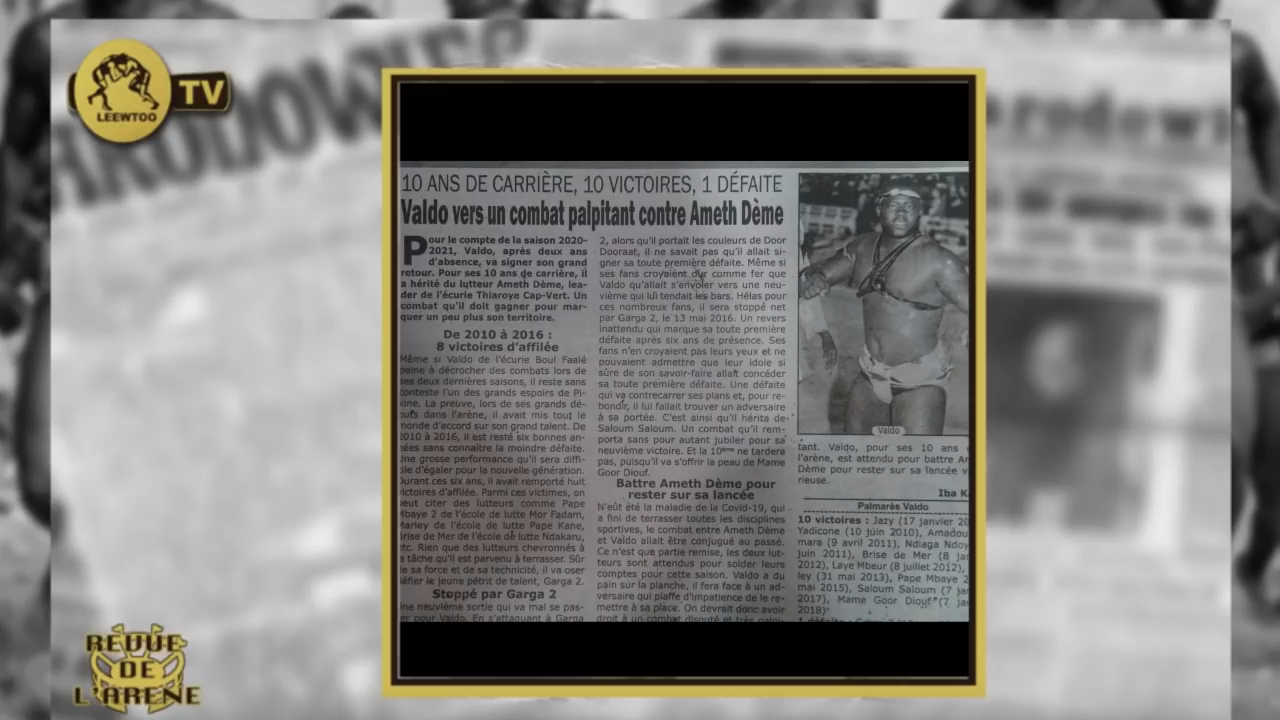 LEEWTOO
TV
10 ANS DE CARRIÈRE, 10 VICTOIRES, 1 DÉFAITE
Valdo vers un combat palpitant contre Ameth Dème
Pour le compte de la saison 2020-
2021, Valdo, après deux ans
d'absence, va signer son grand
retour. Pour ses 10 ans de carrière, il
a hérité du lutteur Ameth Dème, lea-
der de l'écurie Thiaroye Cap-Vert. Un
combat qu'il doit gagner pour mar-
quer un peu plus son territoire.
De 2010 à 2016 :
8 victoires d'affilée
Même si Valdo de l'écurie Boul Faalé
peine à décrocher des combats lors de
ses deux dernières saisons, il reste sans
conteste l'un des grands espoirs de Pi-
kine. La preuve, lors de ses grands dé-
buts dans l'arène, il avait mis tout le
monde d'accord sur son grand talent. De
2010 à 2016, il est resté six bonnes an-
nées sans connaître la moindre défaite.
Une grosse performance qu'il sera diffi-
cile d'égaler pour la nouvelle génération.
Durant ces six ans, il avait remporté huit
victoires d'affilée. Parmi ces victimes, on
peut citer des lutteurs comme Pape
Mbaye 2 de l'école de lutte Mor Fadam,
Marley de l'école de lutte Pape Kane,
Brise de Mer de l'école de lutte Ndakaru,
etc. Rien que des lutteurs chevronnés à
la tâche qu'il est parvenu à terrasser. Sûr
de sa force et de sa technicité, il va oser
défier le jeune pétrit de talent, Garga 2.
Stoppé par Garga 2
Une neuvième sortie qui va mal se pas-
ser pour Valdo. En s'attaquant à Garga
2, alors qu'il portait les couleurs de Door
Dooraat, il ne savait pas qu'il allait si-
gner sa toute première défaite. Même si
ses fans croyaient dur comme fer que
Valdo qu'allait s'envoler vers une neu-
vième qui lui tendait les bars. Hélas pour
ces nombreux fans, il sera stoppé net
par Garga 2, le 13 mai 2016. Un revers
inattendu qui marque sa toute première
défaite après six ans de présence. Ses
fans n'en croyaient pas leurs yeux et ne
pouvaient admettre que leur idole si
sûre de son savoir-faire allait concéder
sa toute première défaite. Une défaite
qui va contrecarrer ses plans et, pour re-
bondir, il lui fallait trouver un adversaire
à sa portée. C'est ainsi qu'il hérita de
Saloum Saloum. Un combat qu'il rem-
porta sans pour autant jubiler pour sa
neuvième victoire. Et la 10ème ne tardera
pas, puisqu'il va s'offrir la peau de Mame
Goor Diouf.
Battre Ameth Dème pour
rester sur sa lancée
N'eût été la maladie de la Covid-19, qui
a fini de terrasser toutes les disciplines
sportives, le combat entre Ameth Dème
et Valdo allait être conjugué au passé.
Ce n'est que partie remise, les deux lut-
teurs sont attendus pour solder leurs
comptes pour cette saison. Valdo a du
pain sur la planche, il fera face à un ad-
versaire qui piaffe d'impatience de le re-
mettre à sa place. On devrait donc avoir
droit à un combat disputé et très palpi-
Valdo
tant. Valdo, pour ses 10 ans d
l'arène, est attendu pour battre Am
Dème pour rester sur sa lancée v
rieuse.
Iba K
Palmarès Valdo
10 victoires : Jazy (17 janvier 20
Yadicone (10 juin 2010), Amadou
mara (9 avril 2011), Ndiaga Ndoy
juin 2011), Brise de Mer (8 jan
2012), Laye Mbeur (8 juillet 2012),
ley (31 mai 2013), Pape Mbaye 2
mai 2015), Saloum Saloum (7 jan
2017), Mame Goor Diouf (7 jan
2018)
REVUE
DE
L'ARENE